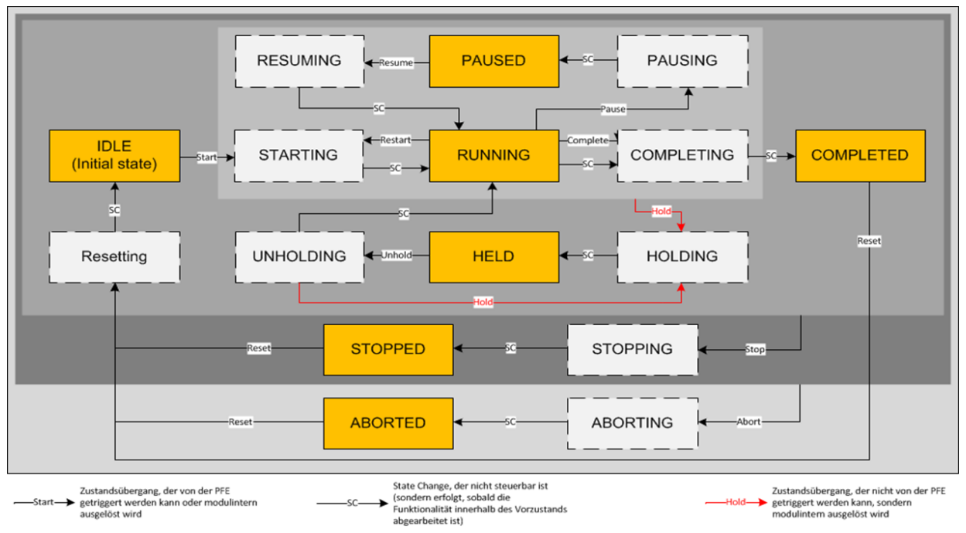 RESUMING
Resume
PAUSED
SC
PAUSING
SC
Pause
IDLE
(Initial state)
Start
STARTING
Restart
SC
RUNNING
Complete
SC
COMPLETING
SC
COMPLETED
SC
SC
Hold
Resetting
UNHOLDING
Unhold
HELD
SC
HOLDING
Reset
Hold
Reset
STOPPED
SC
STOPPING
Stop
Reset
ABORTED
SC
ABORTING
Abort
Start
Zustandsübergang, der von der PFE
getriggert werden kann oder modulintern
ausgelöst wird
SC
State Change, der nicht steuerbar ist
(sondern erfolgt, sobald die
Funktionalität innerhalb des Vorzustands
abgearbeitet ist)
Hold
Zustandsübergang, der nicht von der PFE
getriggert werden kann, sondern
modulintern ausgelöst wird